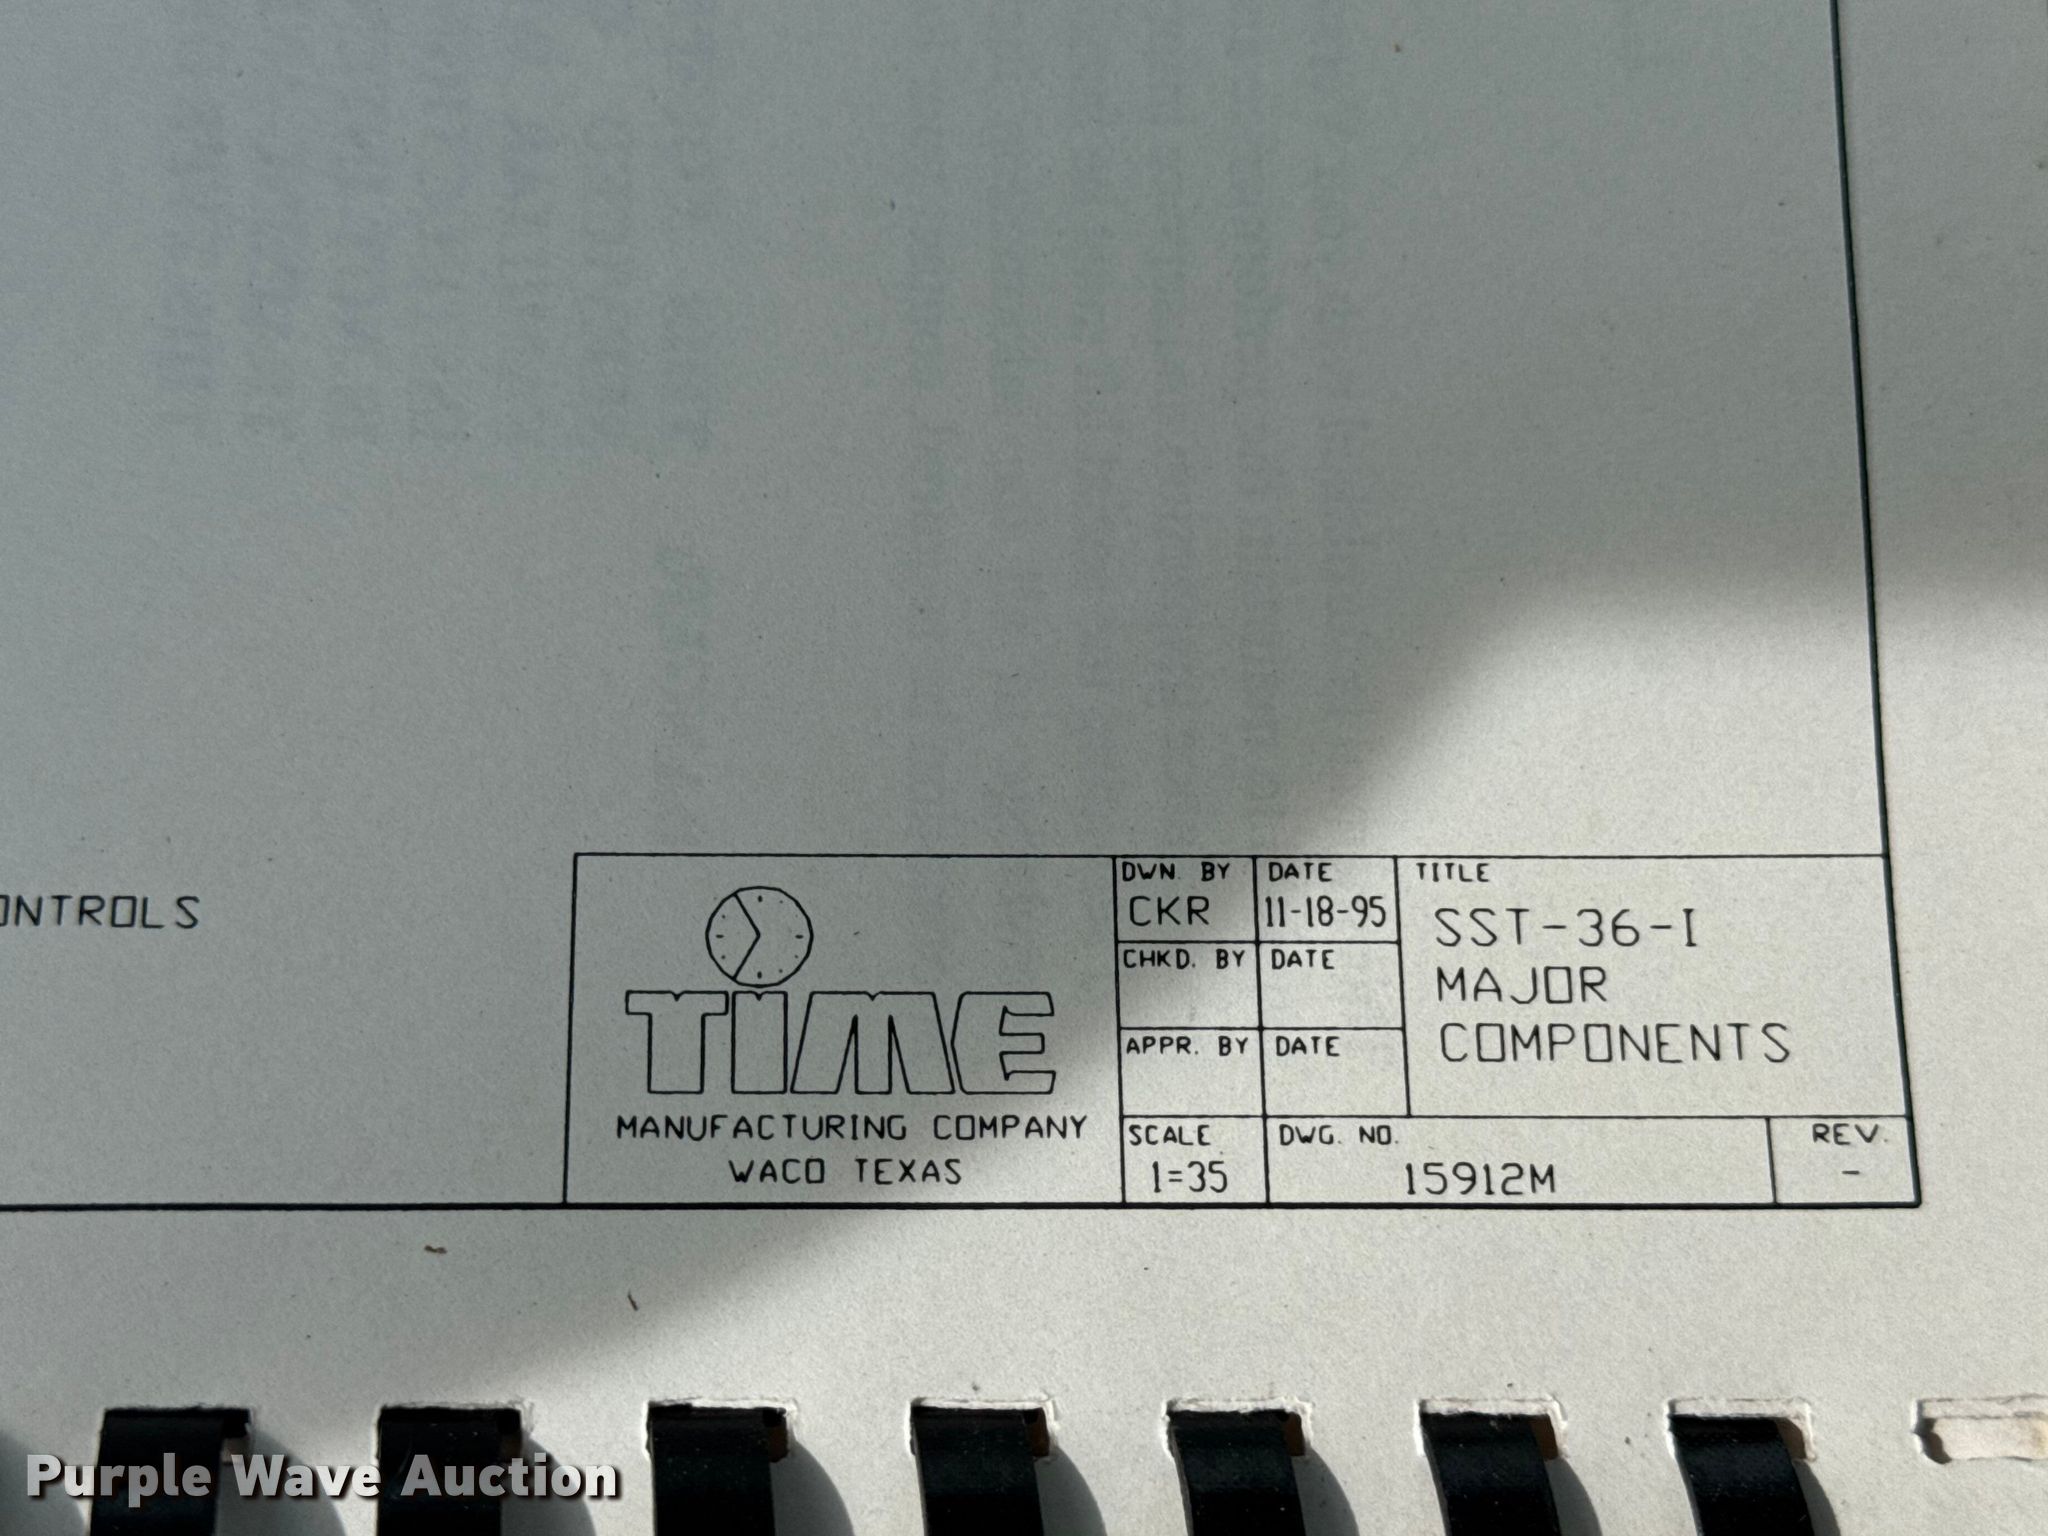 ONTROLS
TIME
MANUFACTURING COMPANY
WACO TEXAS
DWN. BY
CKR
DATE
11-18-95
CHKD. BY
DATE
APPR. BY
DATE
TITLE
SST-36-I
MAJOR
COMPONENTS
SCALE
1=35
DWG. NO.
15912M
REV.
-
Purple Wave Auction